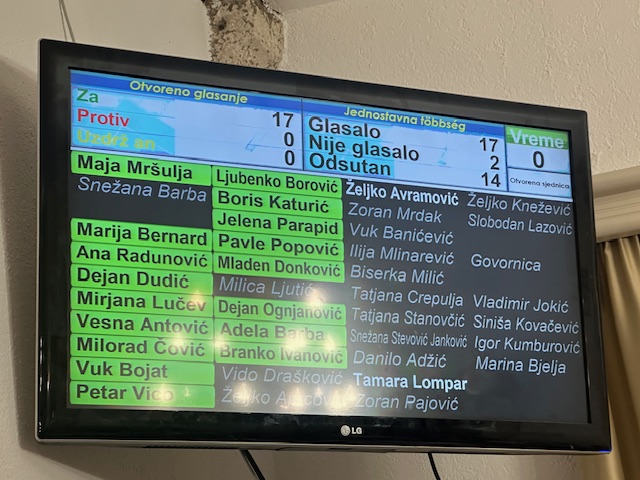 Otvoreno glasanje
Za 17
Protiv 0
Uzdrž an 0
Jednostavna többség
Glasalo 17
Nije glasalo 2
Odsutan 14
Vreme
0
Otvorena sjednica
Maja Mršulja
Snežana Barba
Marija Bernard
Ana Radunović
Dejan Dudić
Mirjana Lučev
Vesna Antović
Milorad Čović
Vuk Bojat
Petar Vico
Ljubenko Borović
Boris Katurić
Jelena Parapid
Pavle Popović
Mladen Donković
Milica Ljutić
Dejan Ognjanović
Adela Barba
Branko Ivanović
Vido Drašković
Željko
Željko Avramović
Zoran Mrdak
Vuk Banićević
Ilija Mlinarević
Biserka Milić
Tatjana Crepulja
Tatjana Stanovčić
Snežana Stevović Janković
Danilo Adžić
Tamara Lompar
Zoran Pajović
Željko Knežević
Slobodan Lazović
Govornica
Vladimir Jokić
Siniša Kovačević
Igor Kumburović
Marina Bjelja
LG